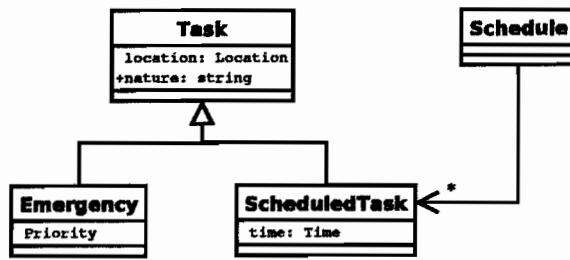 Task
location: Location
+nature: string
Schedule
Emergency
Priority
ScheduledTask
time: Time
*